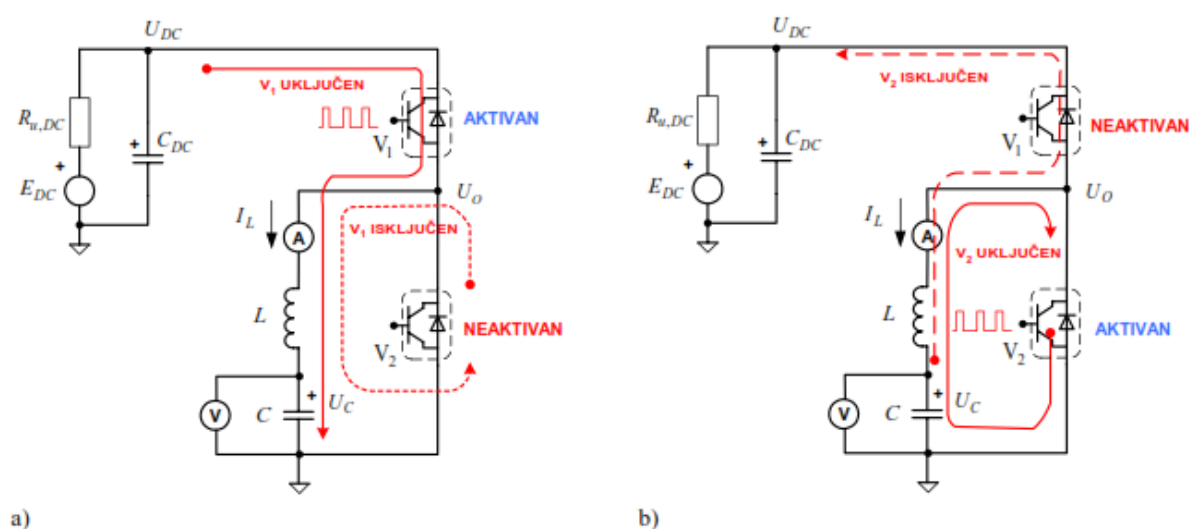 U_DC
V₁ UKLJUČEN
R_u,DC
+
C_DC
V₁
AKTIVAN
+
E_DC
U_O
I_L
A
V₁ ISKLJUČEN
L
V₂
NEAKTIVAN
+
V
C
U_C
a)
U_DC
V₂ ISKLJUČEN
R_u,DC
+
C_DC
V₁
NEAKTIVAN
+
E_DC
U_O
I_L
A
V₂ UKLJUČEN
L
V₂
AKTIVAN
+
V
C
U_C
b)